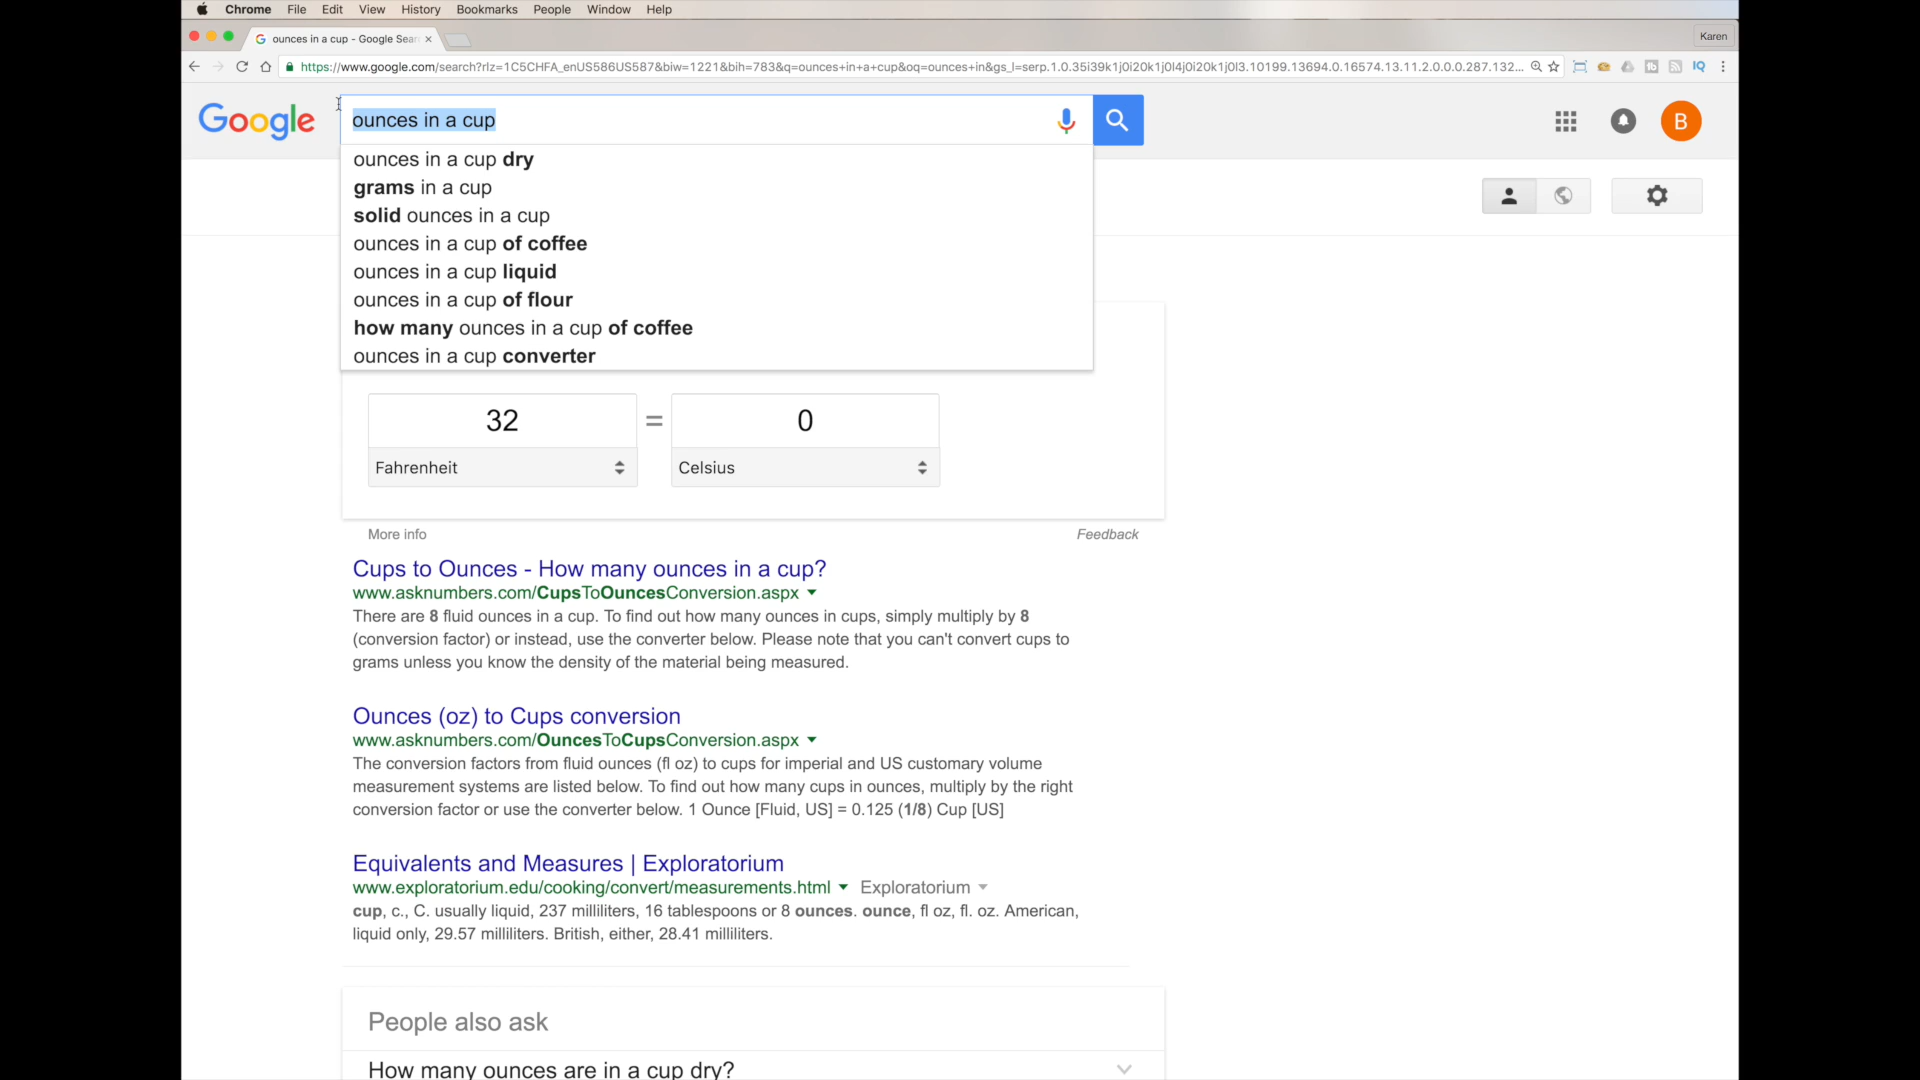 Chrome File Edit View History Bookmarks People Window Help
ounces in a cup - Google Sear
Karen
https://www.google.com/search?rlz=1C5CHFA_enUS586US587&biw=1221&bih=783&q=ounces+in+a+cup&oq=ounces+in&gs_l=serp.1.0.35i39k1j0i20k1j0l4j0i20k1j0l3.10199.13694.0.16574.13.11.2.0.0.0.287.132...
IQ
Google
ounces in a cup
B
ounces in a cup dry
grams in a cup
solid ounces in a cup
ounces in a cup of coffee
ounces in a cup liquid
ounces in a cup of flour
how many ounces in a cup of coffee
ounces in a cup converter
32 = 0
Fahrenheit Celsius
More info Feedback
Cups to Ounces - How many ounces in a cup?
www.asknumbers.com/CupsToOuncesConversion.aspx
There are 8 fluid ounces in a cup. To find out how many ounces in cups, simply multiply by 8
(conversion factor) or instead, use the converter below. Please note that you can't convert cups to
grams unless you know the density of the material being measured.
Ounces (oz) to Cups conversion
www.asknumbers.com/OuncesToCupsConversion.aspx
The conversion factors from fluid ounces (fl oz) to cups for imperial and US customary volume
measurement systems are listed below. To find out how many cups in ounces, multiply by the right
conversion factor or use the converter below. 1 Ounce [Fluid, US] = 0.125 (1/8) Cup [US]
Equivalents and Measures | Exploratorium
www.exploratorium.edu/cooking/convert/measurements.html Exploratorium
cup, c., C. usually liquid, 237 milliliters, 16 tablespoons or 8 ounces. ounce, fl oz, fl. oz. American,
liquid only, 29.57 milliliters. British, either, 28.41 milliliters.
People also ask
How many ounces are in a cup dry?